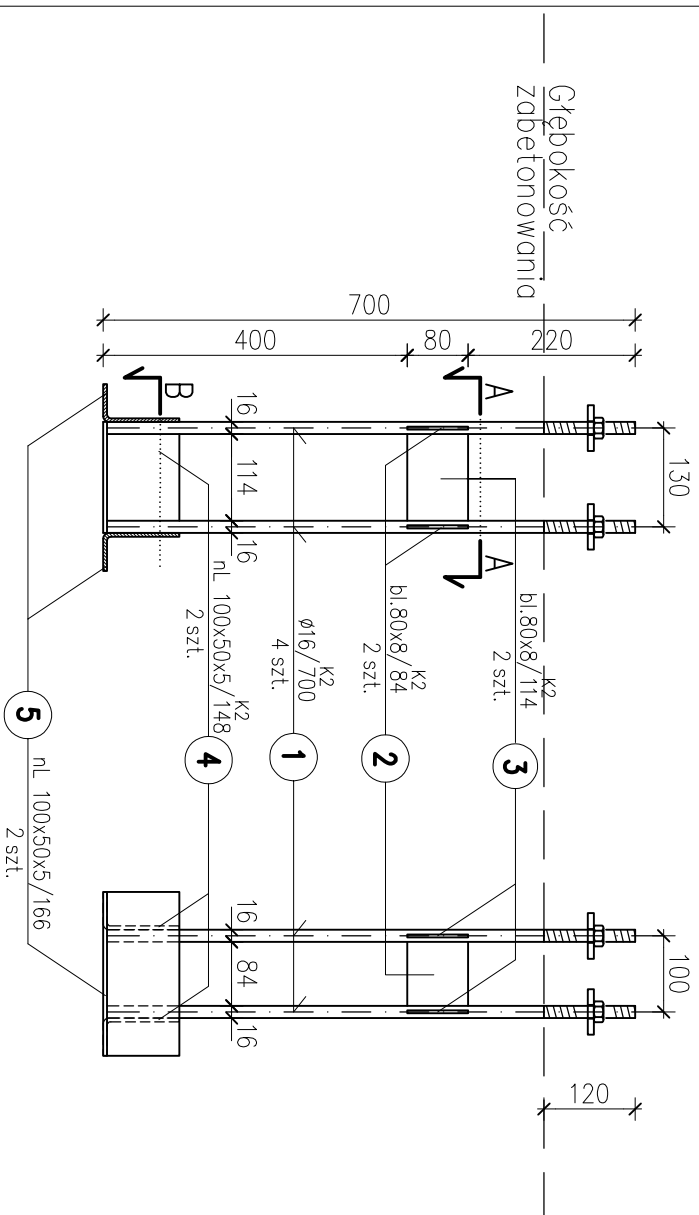 Głębokość
zabetonowania
700
400
80
220
130
100
120
A
A
B
16
114
16
16
84
16
K2
bl.80x8/114
2 szt.
3
K2
bl.80x8/84
2 szt.
2
K2
ø16/700
4 szt.
1
K2
nL 100x50x5/148
2 szt.
4
5
nL 100x50x5/166
2 szt.